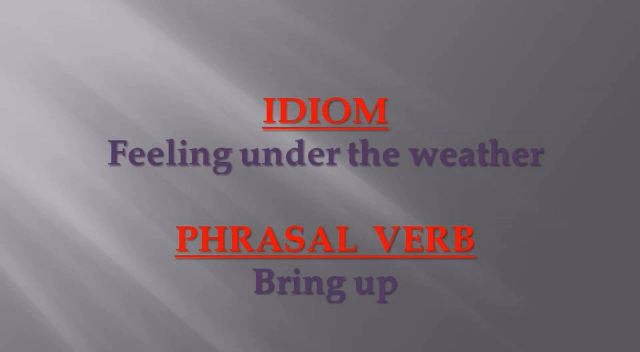 IDIOM
Feeling under the weather
PHRASAL VERB
Bring up